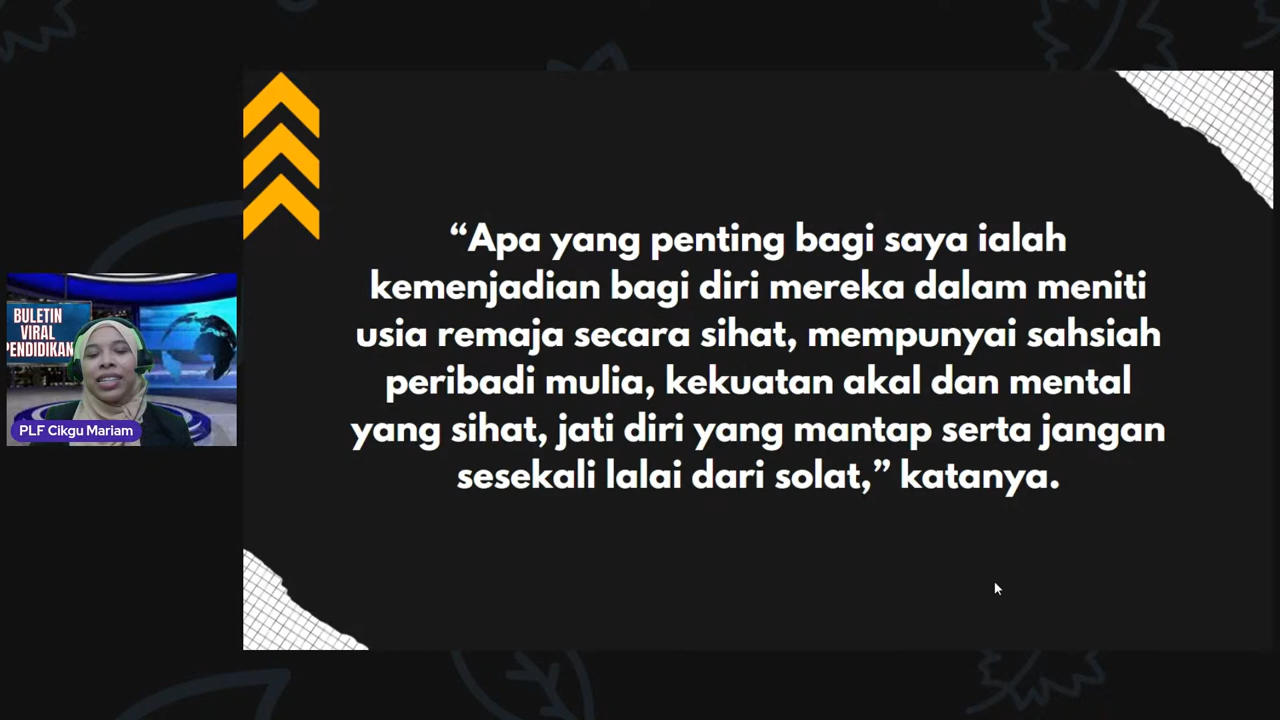 BULETIN
VIRAL
PENDIDIKAN
PLF Cikgu Mariam
“Apa yang penting bagi saya ialah
kemenjadian bagi diri mereka dalam meniti
usia remaja secara sihat, mempunyai sahsiah
peribadi mulia, kekuatan akal dan mental
yang sihat, jati diri yang mantap serta jangan
sesekali lalai dari solat,” katanya.